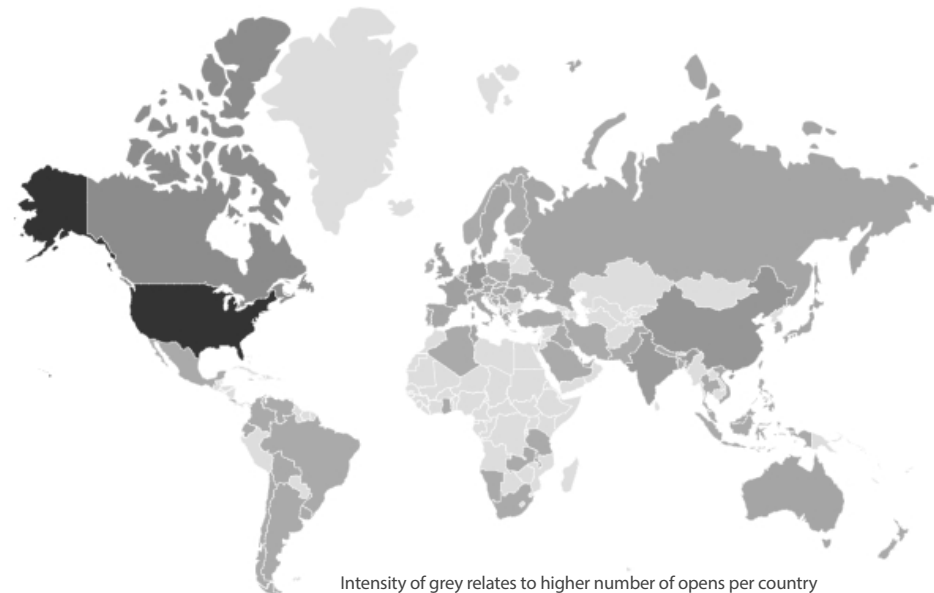 Intensity of grey relates to higher number of opens per country